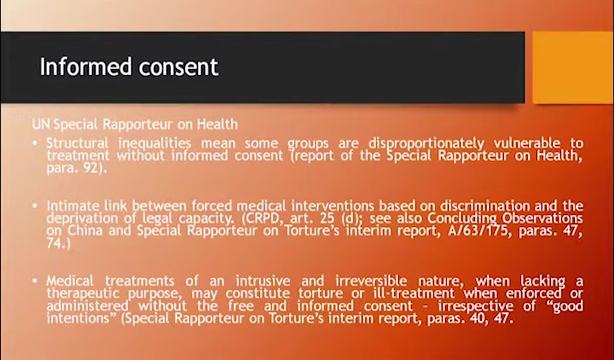 Informed consent
UN Special Rapporteur on Health
• Structural inequalities mean some groups are disproportionately vulnerable to
treatment without informed consent (report of the Special Rapporteur on Health,
para. 92).
• Intimate link between forced medical interventions based on discrimination and the
deprivation of legal capacity. (CRPD, art. 25 (d); see also Concluding Observations
on China and Special Rapporteur on Torture's interim report, A/63/175, paras. 47,
74.)
• Medical treatments of an intrusive and irreversible nature, when lacking a
therapeutic purpose, may constitute torture or ill-treatment when enforced or
administered without the free and informed consent – irrespective of “good
intentions” (Special Rapporteur on Torture's interim report, paras. 40, 47.